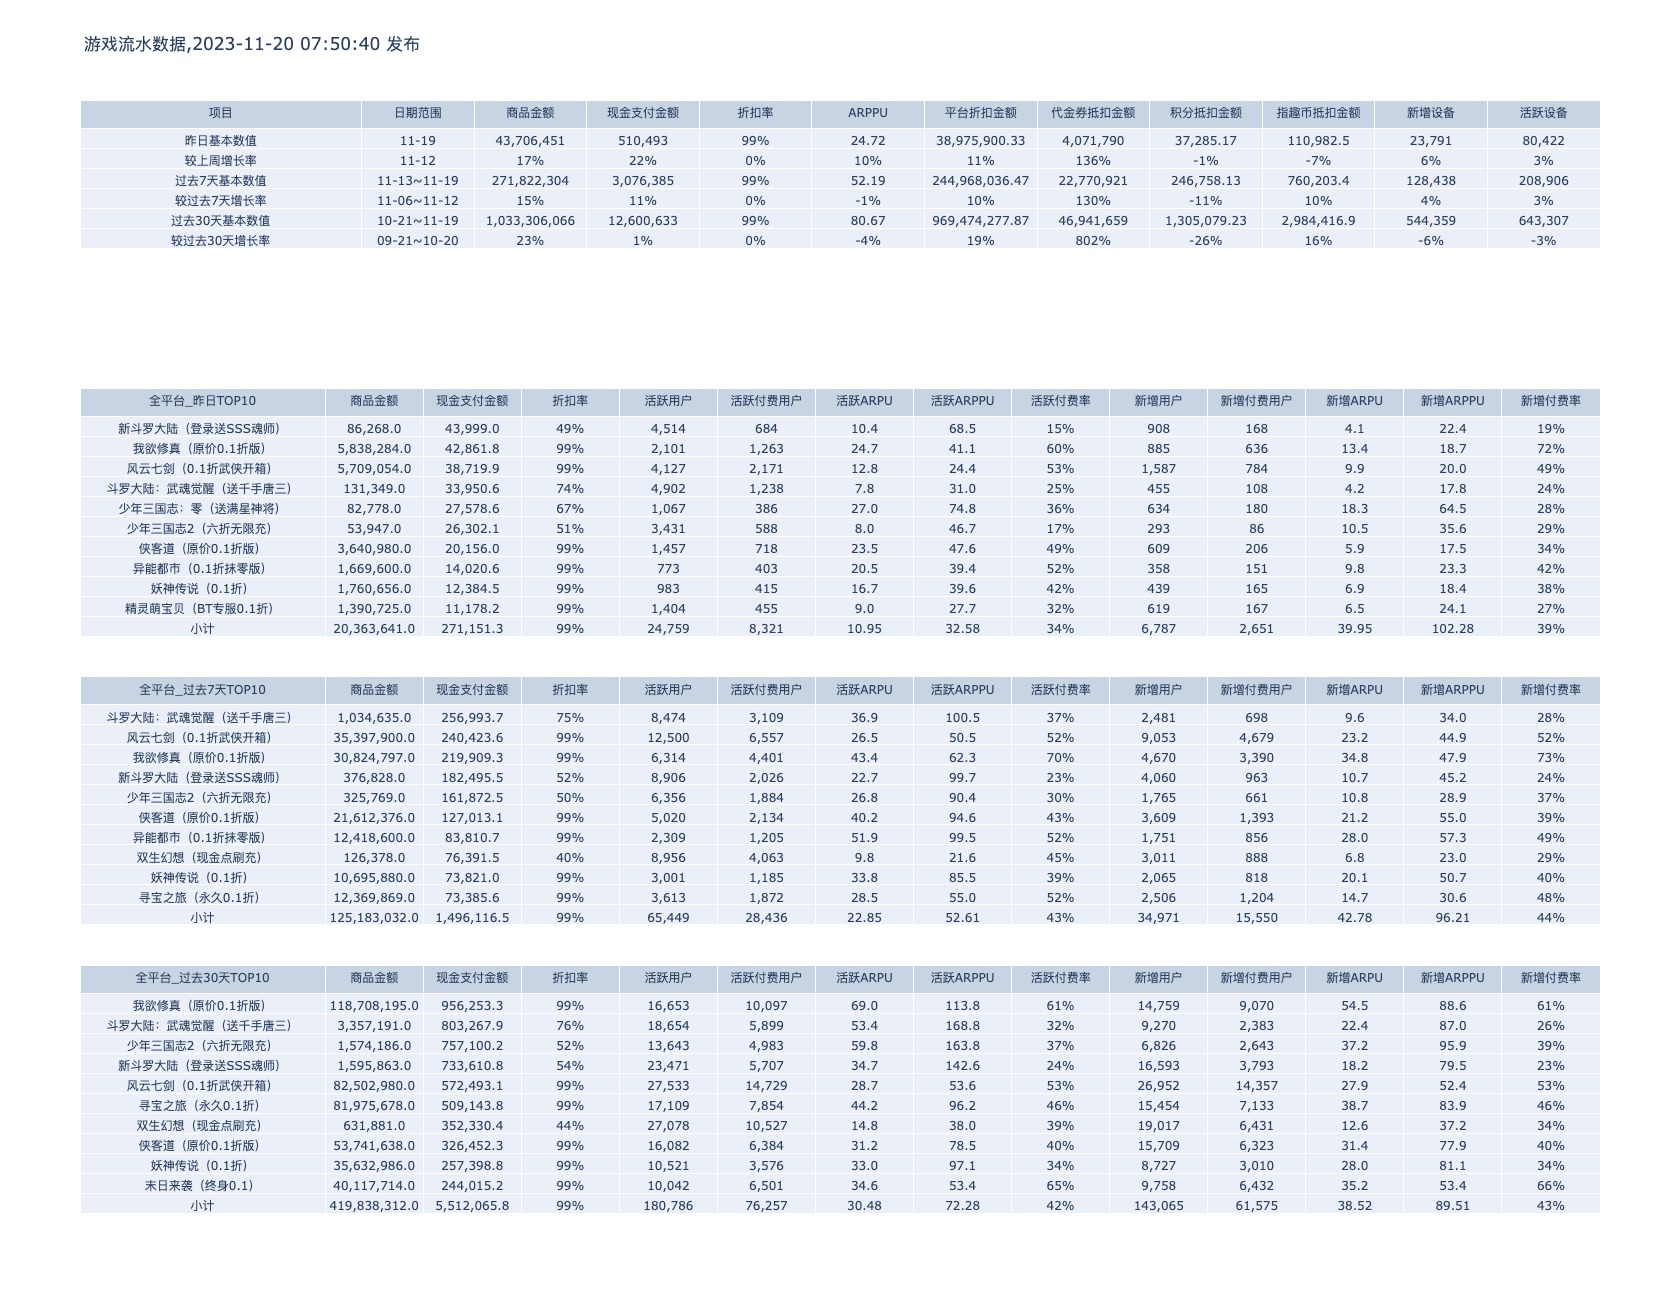 游戏流水数据,2023-11-20 07:50:40 发布
项目 日期范围 商品金额 现金支付金额 折扣率 ARPPU 平台折扣金额 代金券抵扣金额 积分抵扣金额 指趣币抵扣金额 新增设备 活跃设备
昨日基本数值 11-19 43,706,451 510,493 99% 24.72 38,975,900.33 4,071,790 37,285.17 110,982.5 23,791 80,422
较上周增长率 11-12 17% 22% 0% 10% 11% 136% -1% -7% 6% 3%
过去7天基本数值 11-13~11-19 271,822,304 3,076,385 99% 52.19 244,968,036.47 22,770,921 246,758.13 760,203.4 128,438 208,906
较过去7天增长率 11-06~11-12 15% 11% 0% -1% 10% 130% -11% 10% 4% 3%
过去30天基本数值 10-21~11-19 1,033,306,066 12,600,633 99% 80.67 969,474,277.87 46,941,659 1,305,079.23 2,984,416.9 544,359 643,307
较过去30天增长率 09-21~10-20 23% 1% 0% -4% 19% 802% -26% 16% -6% -3%
全平台_昨日TOP10 商品金额 现金支付金额 折扣率 活跃用户 活跃付费用户 活跃ARPU 活跃ARPPU 活跃付费率 新增用户 新增付费用户 新增ARPU 新增ARPPU 新增付费率
新斗罗大陆（登录送SSS魂师） 86,268.0 43,999.0 49% 4,514 684 10.4 68.5 15% 908 168 4.1 22.4 19%
我欲修真（原价0.1折版） 5,838,284.0 42,861.8 99% 2,101 1,263 24.7 41.1 60% 885 636 13.4 18.7 72%
风云七剑（0.1折武侠开箱） 5,709,054.0 38,719.9 99% 4,127 2,171 12.8 24.4 53% 1,587 784 9.9 20.0 49%
斗罗大陆：武魂觉醒（送千手唐三） 131,349.0 33,950.6 74% 4,902 1,238 7.8 31.0 25% 455 108 4.2 17.8 24%
少年三国志：零（送满星神将） 82,778.0 27,578.6 67% 1,067 386 27.0 74.8 36% 634 180 18.3 64.5 28%
少年三国志2（六折无限充） 53,947.0 26,302.1 51% 3,431 588 8.0 46.7 17% 293 86 10.5 35.6 29%
侠客道（原价0.1折版） 3,640,980.0 20,156.0 99% 1,457 718 23.5 47.6 49% 609 206 5.9 17.5 34%
异能都市（0.1折抹零版） 1,669,600.0 14,020.6 99% 773 403 20.5 39.4 52% 358 151 9.8 23.3 42%
妖神传说（0.1折） 1,760,656.0 12,384.5 99% 983 415 16.7 39.6 42% 439 165 6.9 18.4 38%
精灵萌宝贝（BT专服0.1折） 1,390,725.0 11,178.2 99% 1,404 455 9.0 27.7 32% 619 167 6.5 24.1 27%
小计 20,363,641.0 271,151.3 99% 24,759 8,321 10.95 32.58 34% 6,787 2,651 39.95 102.28 39%
全平台_过去7天TOP10 商品金额 现金支付金额 折扣率 活跃用户 活跃付费用户 活跃ARPU 活跃ARPPU 活跃付费率 新增用户 新增付费用户 新增ARPU 新增ARPPU 新增付费率
斗罗大陆：武魂觉醒（送千手唐三） 1,034,635.0 256,993.7 75% 8,474 3,109 36.9 100.5 37% 2,481 698 9.6 34.0 28%
风云七剑（0.1折武侠开箱） 35,397,900.0 240,423.6 99% 12,500 6,557 26.5 50.5 52% 9,053 4,679 23.2 44.9 52%
我欲修真（原价0.1折版） 30,824,797.0 219,909.3 99% 6,314 4,401 43.4 62.3 70% 4,670 3,390 34.8 47.9 73%
新斗罗大陆（登录送SSS魂师） 376,828.0 182,495.5 52% 8,906 2,026 22.7 99.7 23% 4,060 963 10.7 45.2 24%
少年三国志2（六折无限充） 325,769.0 161,872.5 50% 6,356 1,884 26.8 90.4 30% 1,765 661 10.8 28.9 37%
侠客道（原价0.1折版） 21,612,376.0 127,013.1 99% 5,020 2,134 40.2 94.6 43% 3,609 1,393 21.2 55.0 39%
异能都市（0.1折抹零版） 12,418,600.0 83,810.7 99% 2,309 1,205 51.9 99.5 52% 1,751 856 28.0 57.3 49%
双生幻想（现金点刷充） 126,378.0 76,391.5 40% 8,956 4,063 9.8 21.6 45% 3,011 888 6.8 23.0 29%
妖神传说（0.1折） 10,695,880.0 73,821.0 99% 3,001 1,185 33.8 85.5 39% 2,065 818 20.1 50.7 40%
寻宝之旅（永久0.1折） 12,369,869.0 73,385.6 99% 3,613 1,872 28.5 55.0 52% 2,506 1,204 14.7 30.6 48%
小计 125,183,032.0 1,496,116.5 99% 65,449 28,436 22.85 52.61 43% 34,971 15,550 42.78 96.21 44%
全平台_过去30天TOP10 商品金额 现金支付金额 折扣率 活跃用户 活跃付费用户 活跃ARPU 活跃ARPPU 活跃付费率 新增用户 新增付费用户 新增ARPU 新增ARPPU 新增付费率
我欲修真（原价0.1折版） 118,708,195.0 956,253.3 99% 16,653 10,097 69.0 113.8 61% 14,759 9,070 54.5 88.6 61%
斗罗大陆：武魂觉醒（送千手唐三） 3,357,191.0 803,267.9 76% 18,654 5,899 53.4 168.8 32% 9,270 2,383 22.4 87.0 26%
少年三国志2（六折无限充） 1,574,186.0 757,100.2 52% 13,643 4,983 59.8 163.8 37% 6,826 2,643 37.2 95.9 39%
新斗罗大陆（登录送SSS魂师） 1,595,863.0 733,610.8 54% 23,471 5,707 34.7 142.6 24% 16,593 3,793 18.2 79.5 23%
风云七剑（0.1折武侠开箱） 82,502,980.0 572,493.1 99% 27,533 14,729 28.7 53.6 53% 26,952 14,357 27.9 52.4 53%
寻宝之旅（永久0.1折） 81,975,678.0 509,143.8 99% 17,109 7,854 44.2 96.2 46% 15,454 7,133 38.7 83.9 46%
双生幻想（现金点刷充） 631,881.0 352,330.4 44% 27,078 10,527 14.8 38.0 39% 19,017 6,431 12.6 37.2 34%
侠客道（原价0.1折版） 53,741,638.0 326,452.3 99% 16,082 6,384 31.2 78.5 40% 15,709 6,323 31.4 77.9 40%
妖神传说（0.1折） 35,632,986.0 257,398.8 99% 10,521 3,576 33.0 97.1 34% 8,727 3,010 28.0 81.1 34%
末日来袭（终身0.1） 40,117,714.0 244,015.2 99% 10,042 6,501 34.6 53.4 65% 9,758 6,432 35.2 53.4 66%
小计 419,838,312.0 5,512,065.8 99% 180,786 76,257 30.48 72.28 42% 143,065 61,575 38.52 89.51 43%